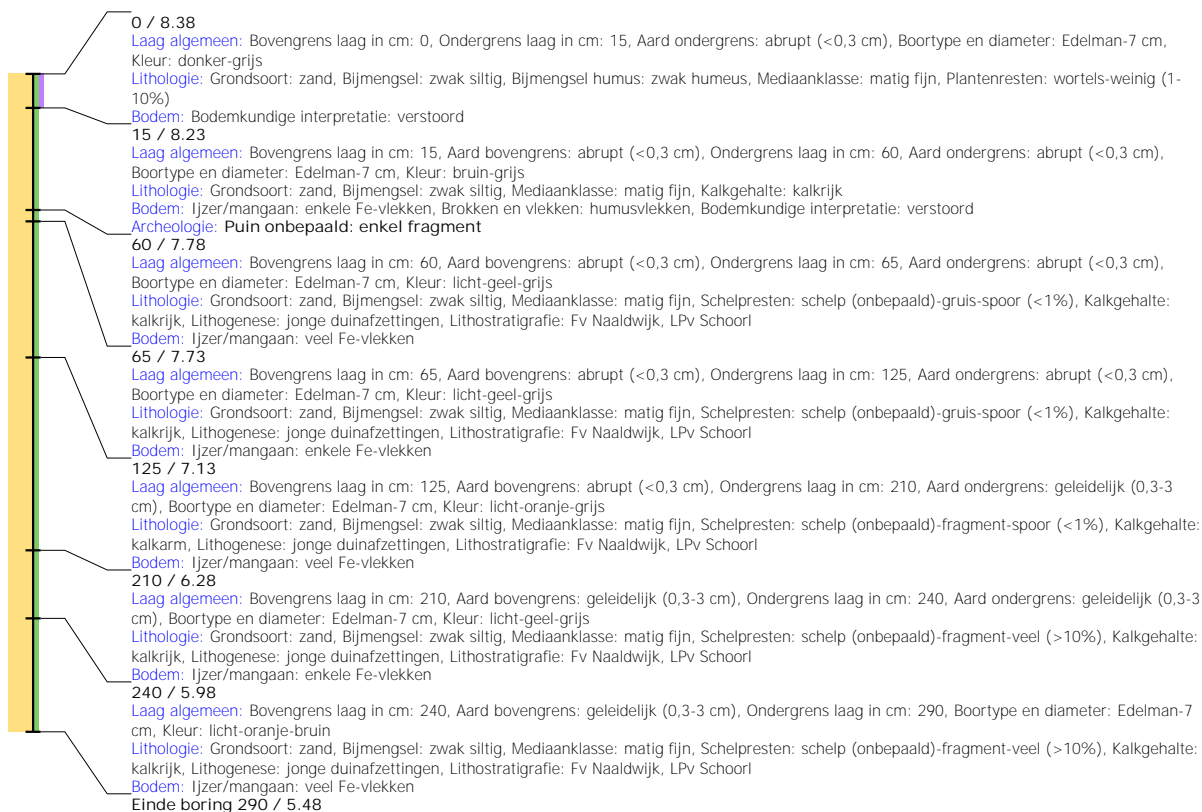 0 / 8.38
Laag algemeen: Bovengrens laag in cm: 0, Ondergrens laag in cm: 15, Aard ondergrens: abrupt (<0,3 cm), Boortype en diameter: Edelman-7 cm,
Kleur: donker-grijs
Lithologie: Grondsoort: zand, Bijmengsel: zwak siltig, Bijmengsel humus: zwak humeus, Mediaanklasse: matig fijn, Plantenresten: wortels-weinig (1-
10%)
Bodem: Bodemkundige interpretatie: verstoord
15 / 8.23
Laag algemeen: Bovengrens laag in cm: 15, Aard bovengrens: abrupt (<0,3 cm), Ondergrens laag in cm: 60, Aard ondergrens: abrupt (<0,3 cm),
Boortype en diameter: Edelman-7 cm, Kleur: bruin-grijs
Lithologie: Grondsoort: zand, Bijmengsel: zwak siltig, Mediaanklasse: matig fijn, Kalkgehalte: kalkrijk
Bodem: Ijzer/mangaan: enkele Fe-vlekken, Brokken en vlekken: humusvlekken, Bodemkundige interpretatie: verstoord
Archeologie: Puin onbepaald: enkel fragment
60 / 7.78
Laag algemeen: Bovengrens laag in cm: 60, Aard bovengrens: abrupt (<0,3 cm), Ondergrens laag in cm: 65, Aard ondergrens: abrupt (<0,3 cm),
Boortype en diameter: Edelman-7 cm, Kleur: licht-geel-grijs
Lithologie: Grondsoort: zand, Bijmengsel: zwak siltig, Mediaanklasse: matig fijn, Schelpresten: schelp (onbepaald)-gruis-spoor (<1%), Kalkgehalte:
kalkrijk, Lithogenese: jonge duinafzettingen, Lithostratigrafie: Fv Naaldwijk, LPv Schoorl
Bodem: Ijzer/mangaan: veel Fe-vlekken
65 / 7.73
Laag algemeen: Bovengrens laag in cm: 65, Aard bovengrens: abrupt (<0,3 cm), Ondergrens laag in cm: 125, Aard ondergrens: abrupt (<0,3 cm),
Boortype en diameter: Edelman-7 cm, Kleur: licht-geel-grijs
Lithologie: Grondsoort: zand, Bijmengsel: zwak siltig, Mediaanklasse: matig fijn, Schelpresten: schelp (onbepaald)-gruis-spoor (<1%), Kalkgehalte:
kalkrijk, Lithogenese: jonge duinafzettingen, Lithostratigrafie: Fv Naaldwijk, LPv Schoorl
Bodem: Ijzer/mangaan: enkele Fe-vlekken
125 / 7.13
Laag algemeen: Bovengrens laag in cm: 125, Aard bovengrens: abrupt (<0,3 cm), Ondergrens laag in cm: 210, Aard ondergrens: geleidelijk (0,3-3
cm), Boortype en diameter: Edelman-7 cm, Kleur: licht-oranje-grijs
Lithologie: Grondsoort: zand, Bijmengsel: zwak siltig, Mediaanklasse: matig fijn, Schelpresten: schelp (onbepaald)-fragment-spoor (<1%), Kalkgehalte:
kalkarm, Lithogenese: jonge duinafzettingen, Lithostratigrafie: Fv Naaldwijk, LPv Schoorl
Bodem: Ijzer/mangaan: veel Fe-vlekken
210 / 6.28
Laag algemeen: Bovengrens laag in cm: 210, Aard bovengrens: geleidelijk (0,3-3 cm), Ondergrens laag in cm: 240, Aard ondergrens: geleidelijk (0,3-3
cm), Boortype en diameter: Edelman-7 cm, Kleur: licht-geel-grijs
Lithologie: Grondsoort: zand, Bijmengsel: zwak siltig, Mediaanklasse: matig fijn, Schelpresten: schelp (onbepaald)-fragment-veel (>10%), Kalkgehalte:
kalkrijk, Lithogenese: jonge duinafzettingen, Lithostratigrafie: Fv Naaldwijk, LPv Schoorl
Bodem: Ijzer/mangaan: enkele Fe-vlekken
240 / 5.98
Laag algemeen: Bovengrens laag in cm: 240, Aard bovengrens: geleidelijk (0,3-3 cm), Ondergrens laag in cm: 290, Boortype en diameter: Edelman-7
cm, Kleur: licht-oranje-bruin
Lithologie: Grondsoort: zand, Bijmengsel: zwak siltig, Mediaanklasse: matig fijn, Schelpresten: schelp (onbepaald)-fragment-veel (>10%), Kalkgehalte:
kalkrijk, Lithogenese: jonge duinafzettingen, Lithostratigrafie: Fv Naaldwijk, LPv Schoorl
Bodem: Ijzer/mangaan: veel Fe-vlekken
Einde boring 290 / 5.48